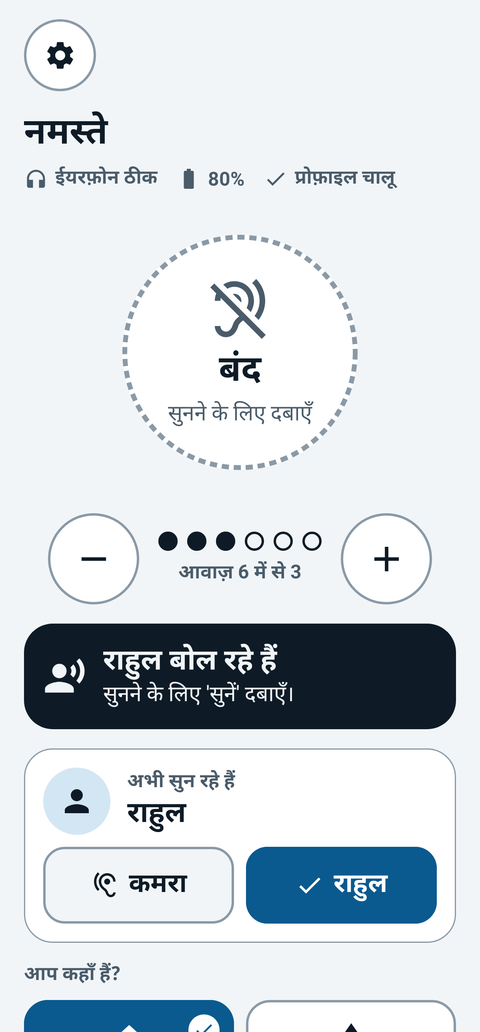 नमस्ते
ईयरफ़ोन ठीक 80% प्रोफ़ाइल चालू
बंद
सुनने के लिए दबाएँ
आवाज़ 6 में से 3
राहुल बोल रहे हैं
सुनने के लिए 'सुनें' दबाएँ।
अभी सुन रहे हैं
राहुल
कमरा राहुल
आप कहाँ हैं?